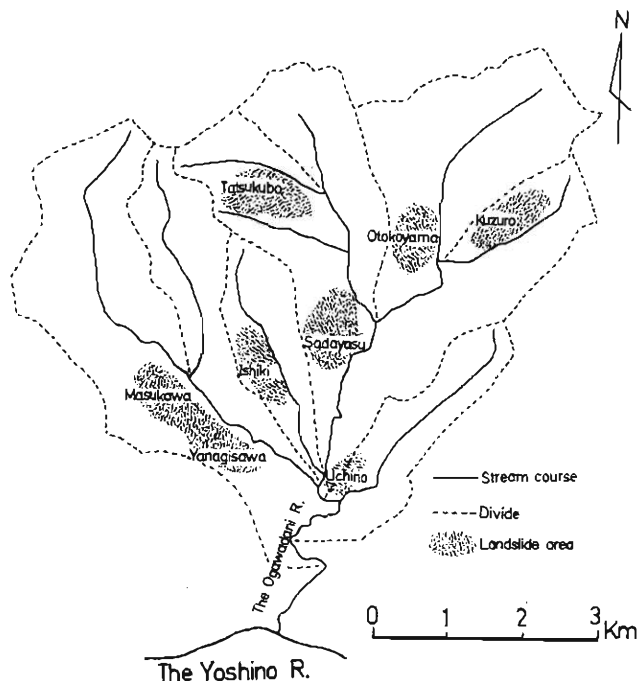 N
Tatsukubo
Kuzuro
Otokoyama
Sadayasu
Ishiki
Masukawa
Yanagisawa
Uchino
Stream course
Divide
Landslide area
The Ogawadani R.
0 1 2 3
Km
The Yoshino R.